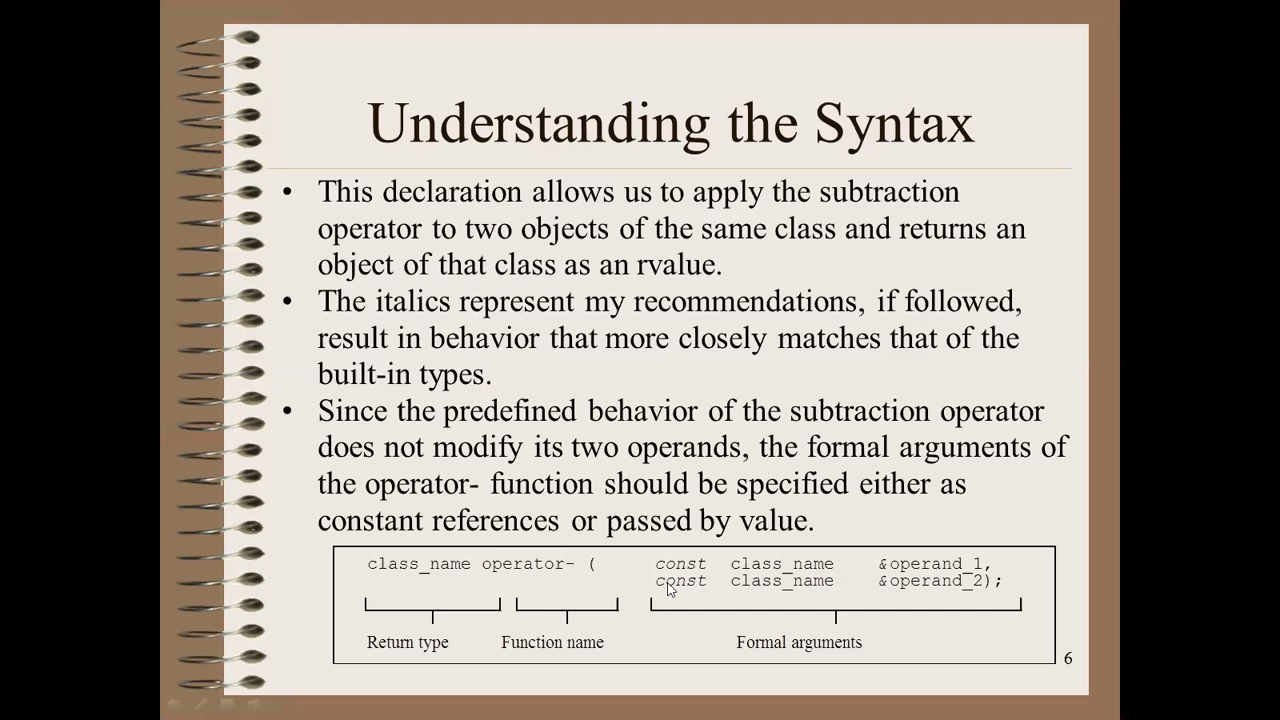 Understanding the Syntax
• This declaration allows us to apply the subtraction
operator to two objects of the same class and returns an
object of that class as an rvalue.
• The italics represent my recommendations, if followed,
result in behavior that more closely matches that of the
built-in types.
• Since the predefined behavior of the subtraction operator
does not modify its two operands, the formal arguments of
the operator- function should be specified either as
constant references or passed by value.
class_name operator- ( const class_name &operand_1,
const class_name &operand_2);
Return type Function name Formal arguments
6